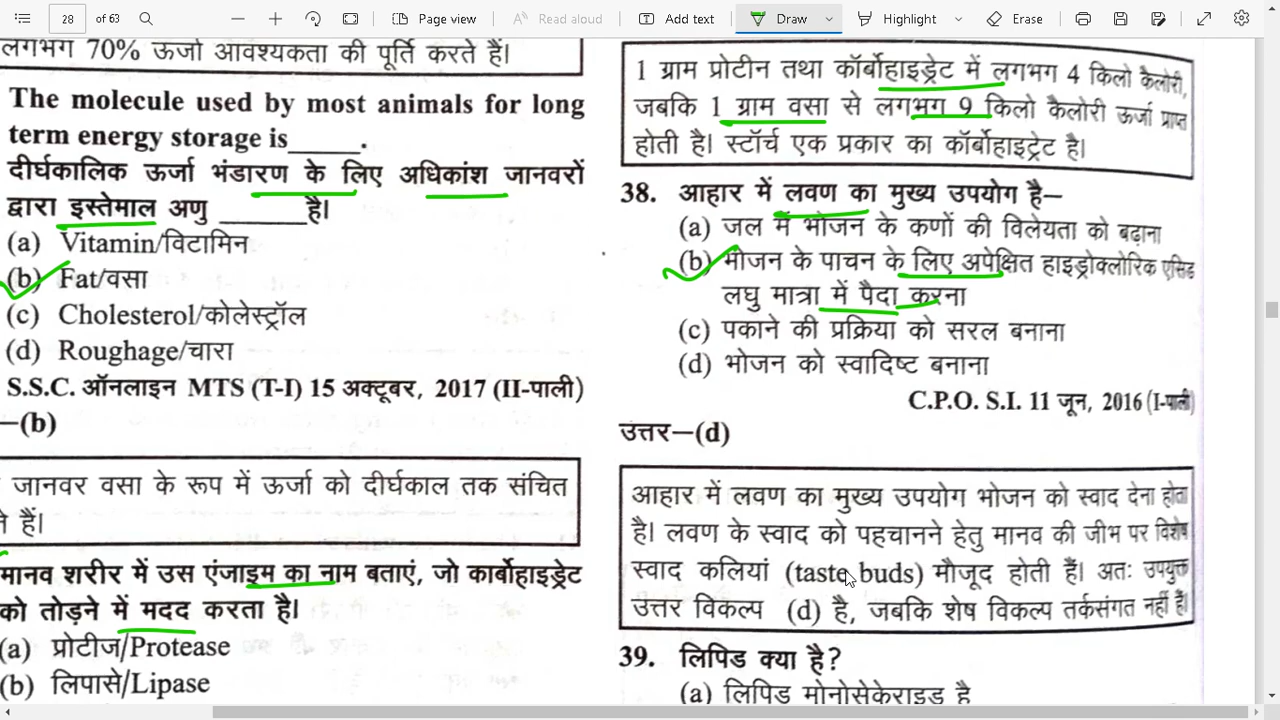 28 of 63
Page view
Read aloud
Add text
Draw
Highlight
Erase
लगभग 70% ऊर्जा आवश्यकता की पूर्ति करते हैं।
The molecule used by most animals for long
term energy storage is_____.
दीर्घकालिक ऊर्जा भंडारण के लिए अधिकांश जानवरों
द्वारा इस्तेमाल अणु ______है।
(a) Vitamin/विटामिन
(b) Fat/वसा
(c) Cholesterol/कोलेस्ट्रॉल
(d) Roughage/चारा
S.S.C. ऑनलाइन MTS (T-I) 15 अक्टूबर, 2017 (II-पाली)
–(b)
जानवर वसा के रूप में ऊर्जा को दीर्घकाल तक संचित
हैं।
मानव शरीर में उस एंजाइम का नाम बताएं, जो कार्बोहाइड्रेट
को तोड़ने में मदद करता है।
(a) प्रोटीज/Protease
(b) लिपासे/Lipase
1 ग्राम प्रोटीन तथा कॉर्बोहाइड्रेट में लगभग 4 किलो कैलोरी,
जबकि 1 ग्राम वसा से लगभग 9 किलो कैलोरी ऊर्जा प्राप्त
होती है। स्टॉर्च एक प्रकार का कॉर्बोहाइट्रेट है।
38. आहार में लवण का मुख्य उपयोग है–
(a) जल में भोजन के कणों की विलेयता को बढ़ाना
(b) भोजन के पाचन के लिए अपेक्षित हाइड्रोक्लोरिक एसिड
लघु मात्रा में पैदा करना
(c) पकाने की प्रक्रिया को सरल बनाना
(d) भोजन को स्वादिष्ट बनाना
C.P.O. S.I. 11 जून, 2016 (I-पाली)
उत्तर–(d)
आहार में लवण का मुख्य उपयोग भोजन को स्वाद देना होता
है। लवण के स्वाद को पहचानने हेतु मानव की जीभ पर विशेष
स्वाद कलियां (taste buds) मौजूद होती हैं। अतः उपयुक्त
उत्तर विकल्प (d) है, जबकि शेष विकल्प तर्कसंगत नहीं हैं।
39. लिपिड क्या है?
(a) लिपिड मोनोसेकेराइड है